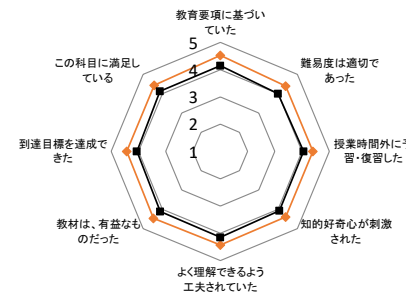 教育要項に基づい
ていた
難易度は適切で
あった
授業時間外に予
習・復習した
知的好奇心が刺激
された
よく理解できるよう
工夫されていた
教材は、有益なも
のだった
到達目標を達成で
きた
この科目に満足し
ている
5
4
3
2
1